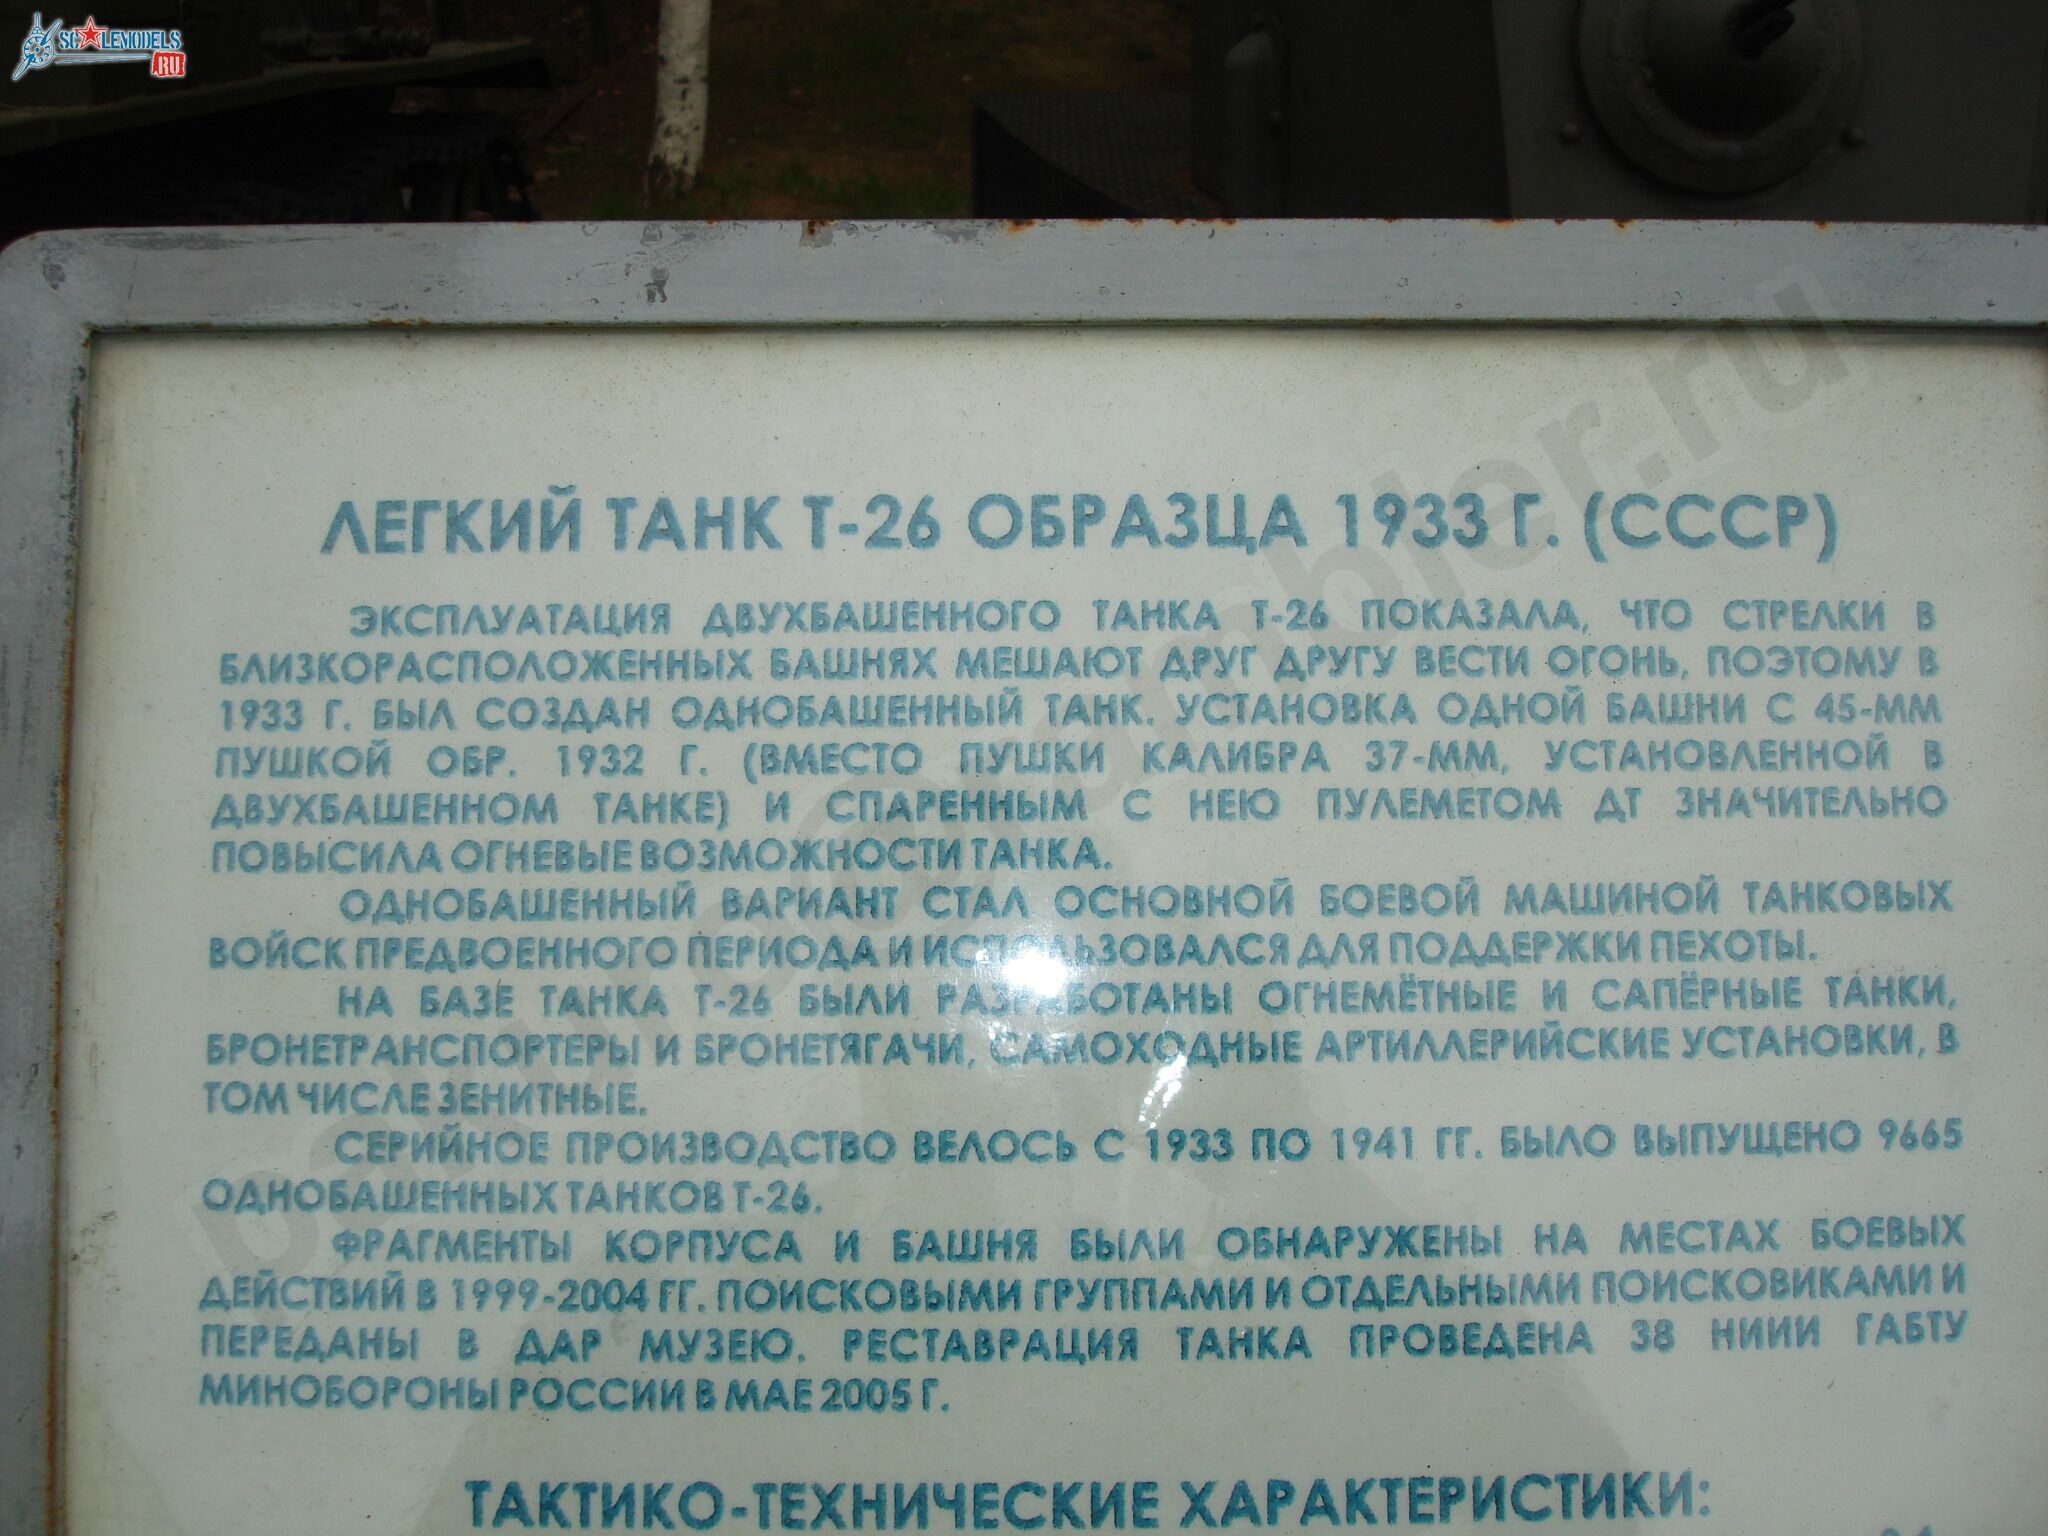 SCALEMODELS
RU
ЛЕГКИЙ ТАНК Т-26 ОБРАЗЦА 1933 Г. (СССР)
ЭКСПЛУАТАЦИЯ ДВУХБАШЕННОГО ТАНКА Т-26 ПОКАЗАЛА, ЧТО СТРЕЛКИ В
БЛИЗКОРАСПОЛОЖЕННЫХ БАШНЯХ МЕШАЮТ ДРУГ ДРУГУ ВЕСТИ ОГОНЬ, ПОЭТОМУ В
1933 Г. БЫЛ СОЗДАН ОДНОБАШЕННЫЙ ТАНК. УСТАНОВКА ОДНОЙ БАШНИ С 45-ММ
ПУШКОЙ ОБР. 1932 Г. (ВМЕСТО ПУШКИ КАЛИБРА 37-ММ, УСТАНОВЛЕННОЙ В
ДВУХБАШЕННОМ ТАНКЕ) И СПАРЕННЫМ С НЕЮ ПУЛЕМЕТОМ ДТ ЗНАЧИТЕЛЬНО
ПОВЫСИЛА ОГНЕВЫЕ ВОЗМОЖНОСТИ ТАНКА.
ОДНОБАШЕННЫЙ ВАРИАНТ СТАЛ ОСНОВНОЙ БОЕВОЙ МАШИНОЙ ТАНКОВЫХ
ВОЙСК ПРЕДВОЕННОГО ПЕРИОДА И ИСПОЛЬЗОВАЛСЯ ДЛЯ ПОДДЕРЖКИ ПЕХОТЫ.
НА БАЗЕ ТАНКА Т-26 БЫЛИ РАЗРАБОТАНЫ ОГНЕМЁТНЫЕ И САПЁРНЫЕ ТАНКИ,
БРОНЕТРАНСПОРТЕРЫ И БРОНЕТЯГАЧИ, САМОХОДНЫЕ АРТИЛЛЕРИЙСКИЕ УСТАНОВКИ, В
ТОМ ЧИСЛЕ ЗЕНИТНЫЕ.
СЕРИЙНОЕ ПРОИЗВОДСТВО ВЕЛОСЬ С 1933 ПО 1941 ГГ. БЫЛО ВЫПУЩЕНО 9665
ОДНОБАШЕННЫХ ТАНКОВ Т-26.
ФРАГМЕНТЫ КОРПУСА И БАШНЯ БЫЛИ ОБНАРУЖЕНЫ НА МЕСТАХ БОЕВЫХ
ДЕЙСТВИЙ В 1999-2004 ГГ. ПОИСКОВЫМИ ГРУППАМИ И ОТДЕЛЬНЫМИ ПОИСКОВИКАМИ И
ПЕРЕДАНЫ В ДАР МУЗЕЮ. РЕСТАВРАЦИЯ ТАНКА ПРОВЕДЕНА 38 НИИИ ГАБТУ
МИНОБОРОНЫ РОССИИ В МАЕ 2005 Г.
ТАКТИКО-ТЕХНИЧЕСКИЕ ХАРАКТЕРИСТИКИ: